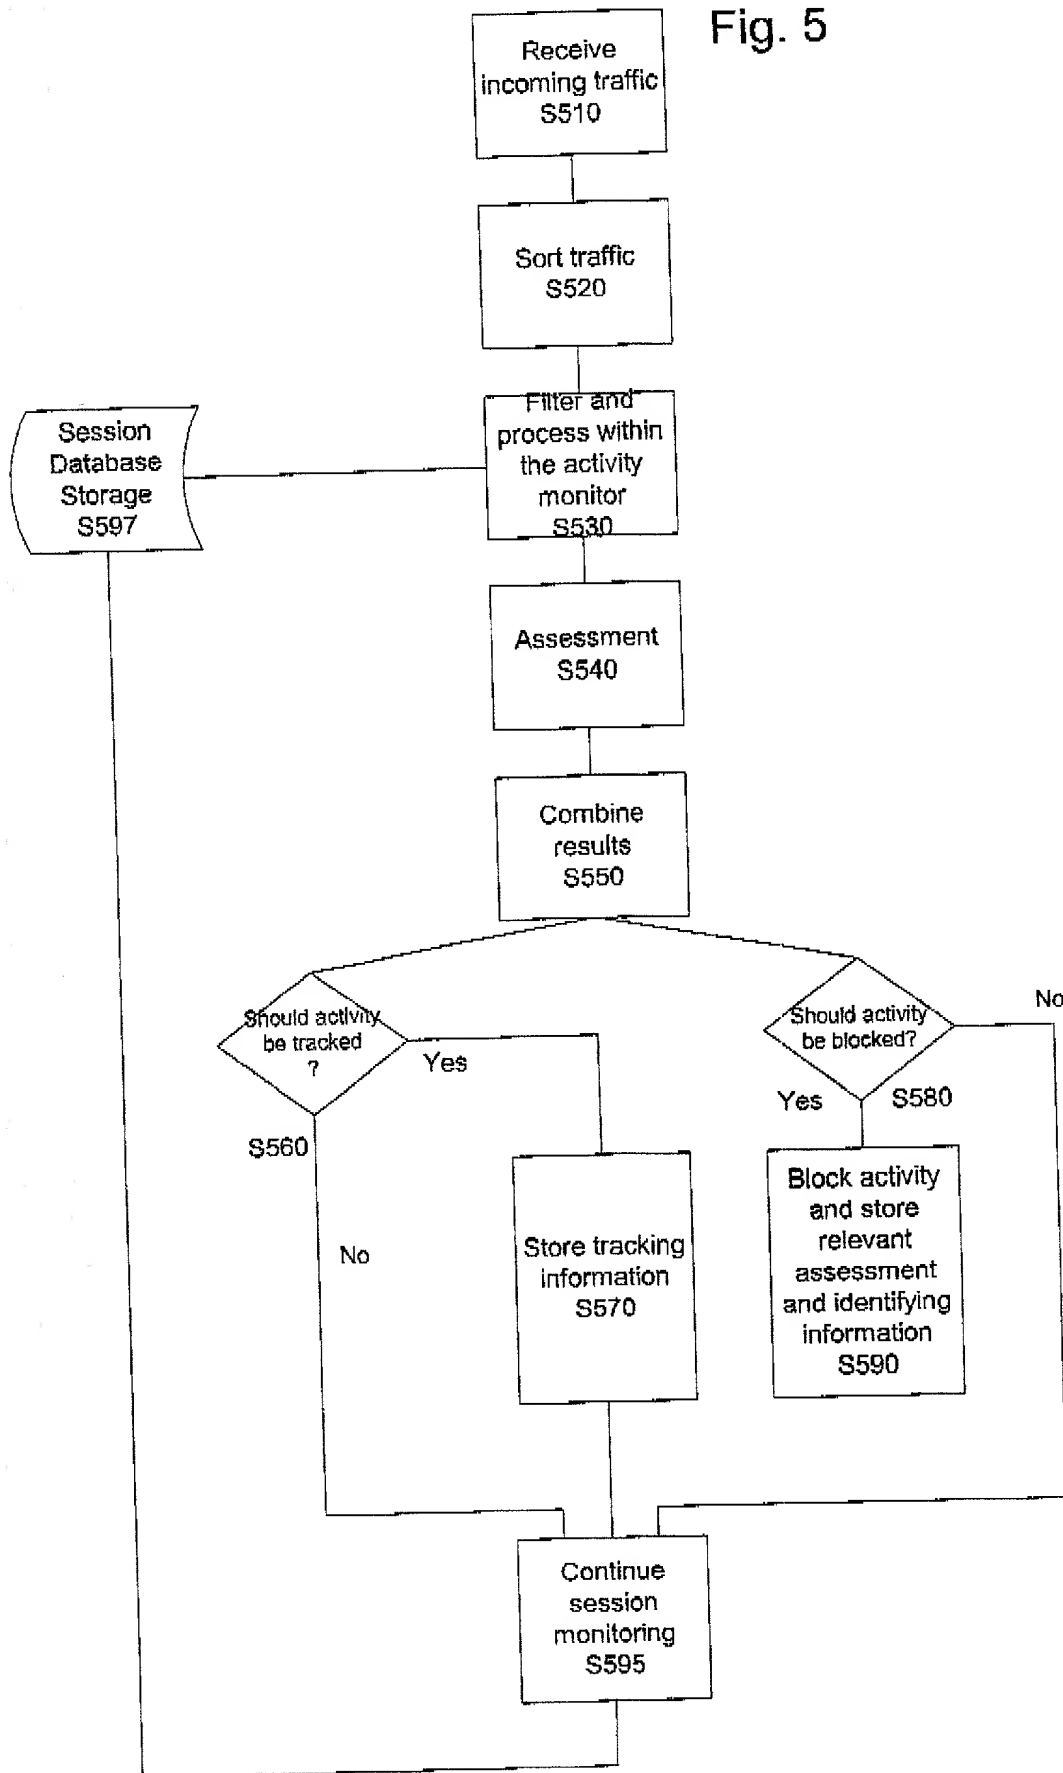 Fig. 5
Receive
incoming traffic
S510
Sort traffic
S520
Filter and
process within
the activity
monitor
S530
Session
Database
Storage
S597
Assessment
S540
Combine
results
S550
Should activity
be tracked
?
Yes
S560
No
Should activity
be blocked?
No
Yes
S580
Store tracking
information
S570
Block activity
and store
relevant
assessment
and identifying
information
S590
Continue
session
monitoring
S595